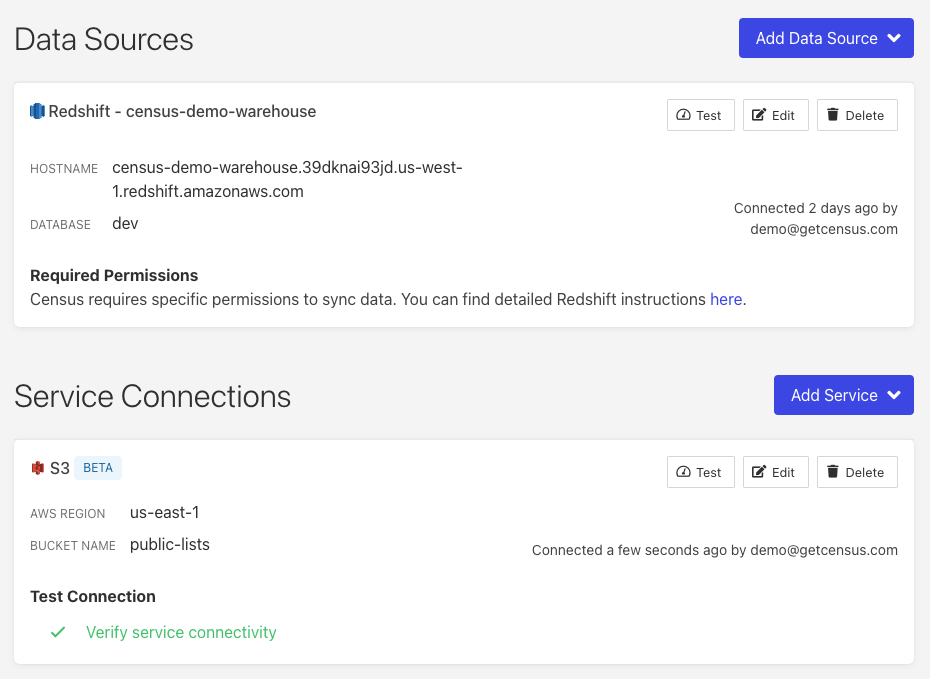 Data Sources
Add Data Source
Redshift - census-demo-warehouse
Test
Edit
Delete
HOSTNAME census-demo-warehouse.39dknai93jd.us-west-
1.redshift.amazonaws.com
DATABASE dev
Connected 2 days ago by
demo@getcensus.com
Required Permissions
Census requires specific permissions to sync data. You can find detailed Redshift instructions here.
Service Connections
Add Service
S3 BETA
Test
Edit
Delete
AWS REGION us-east-1
BUCKET NAME public-lists
Connected a few seconds ago by demo@getcensus.com
Test Connection
Verify service connectivity